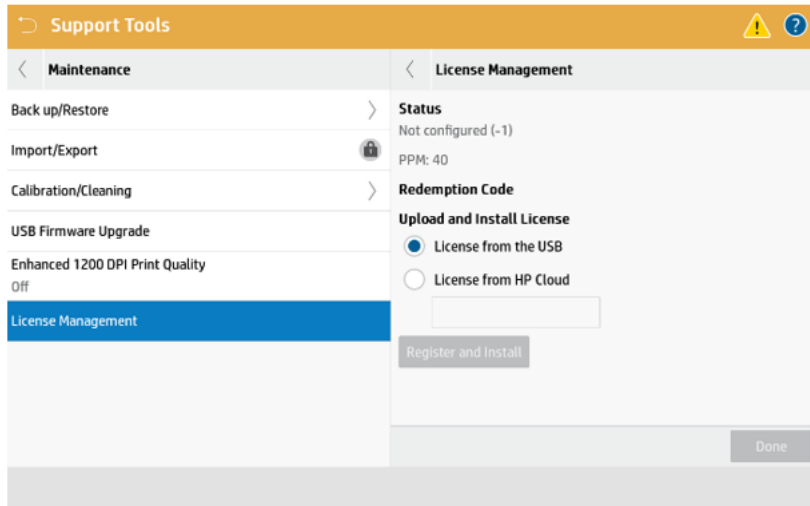 Support Tools
Maintenance
Back up/Restore
Import/Export
Calibration/Cleaning
USB Firmware Upgrade
Enhanced 1200 DPI Print Quality
Off
License Management
License Management
Status
Not configured (-1)
PPM: 40
Redemption Code
Upload and Install License
License from the USB
License from HP Cloud
Register and Install
Done